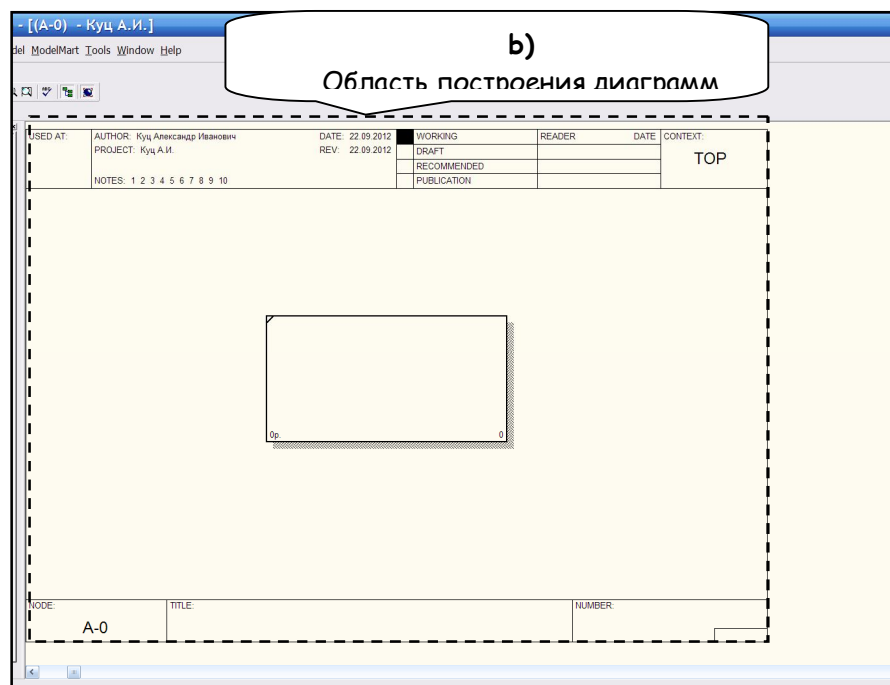 - [(A-0) - Куц А.И.]
del ModelMart Tools Window Help
b)
Область построения диаграмм
USED AT: AUTHOR: Куц Александр Иванович DATE: 22.09.2012 WORKING READER DATE CONTEXT:
PROJECT: Куц А.И. REV: 22.09.2012 DRAFT
TOP
RECOMMENDED
NOTES: 1 2 3 4 5 6 7 8 9 10 PUBLICATION
0р. 0
NODE: TITLE: NUMBER:
A-0